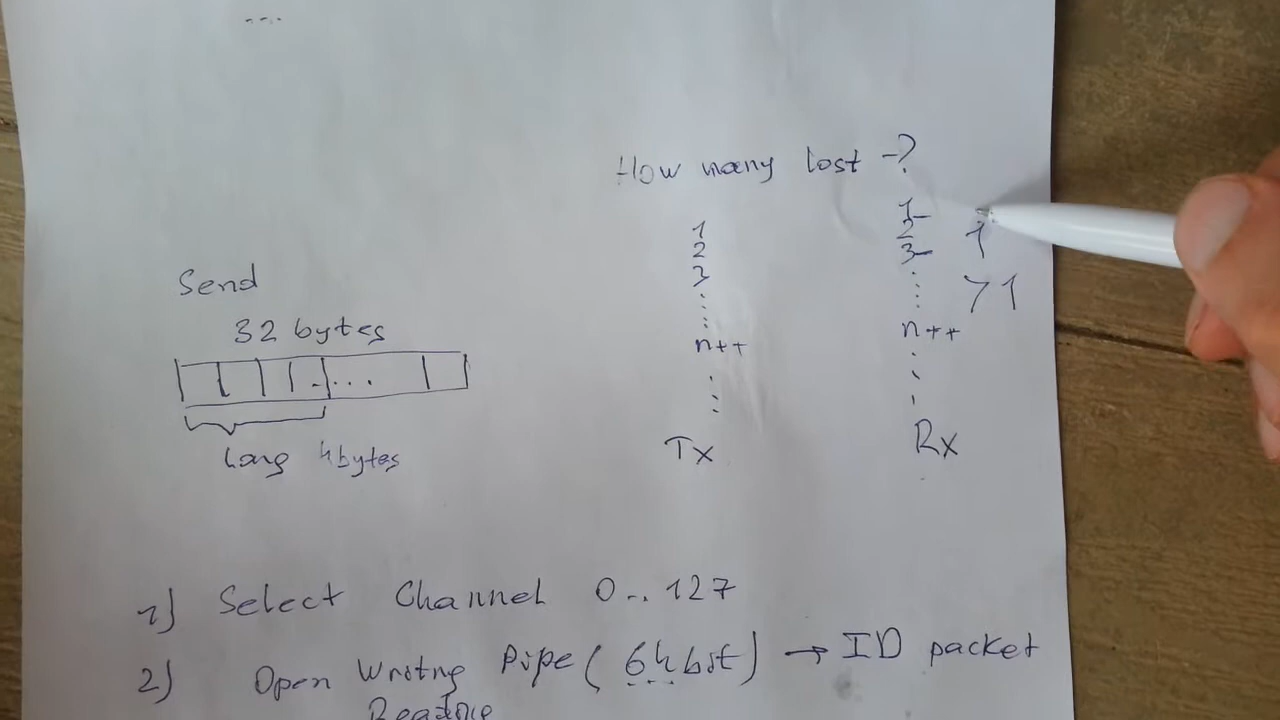 How many lost -?
1
2
3
n++
Tx
1
2
3
n++
Rx
1
>1
Send
32 bytes
...
long 4bytes
1) Select Channel 0..127
2) Open Writing Pipe (64bit) → ID packet
Reading